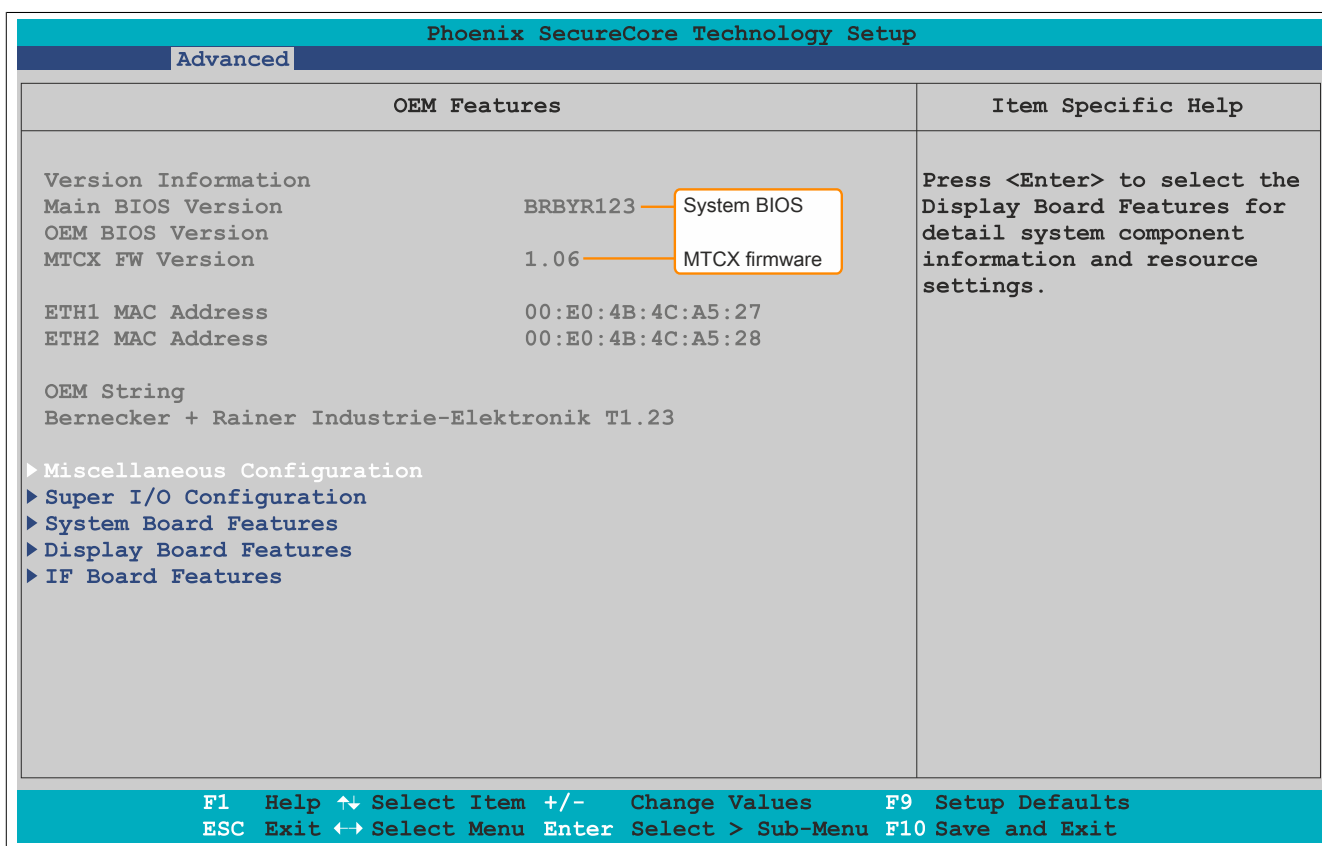 Phoenix SecureCore Technology Setup
Advanced
OEM Features
Item Specific Help
Version Information
Main BIOS Version BRBYR123 System BIOS
OEM BIOS Version
MTCX FW Version 1.06 MTCX firmware
ETH1 MAC Address 00:E0:4B:4C:A5:27
ETH2 MAC Address 00:E0:4B:4C:A5:28
OEM String
Bernecker + Rainer Industrie-Elektronik T1.23
Miscellaneous Configuration
Super I/O Configuration
System Board Features
Display Board Features
IF Board Features
Press <Enter> to select the
Display Board Features for
detail system component
information and resource
settings.
F1 Help ↑↓ Select Item +/- Change Values F9 Setup Defaults
ESC Exit ←→ Select Menu Enter Select > Sub-Menu F10 Save and Exit